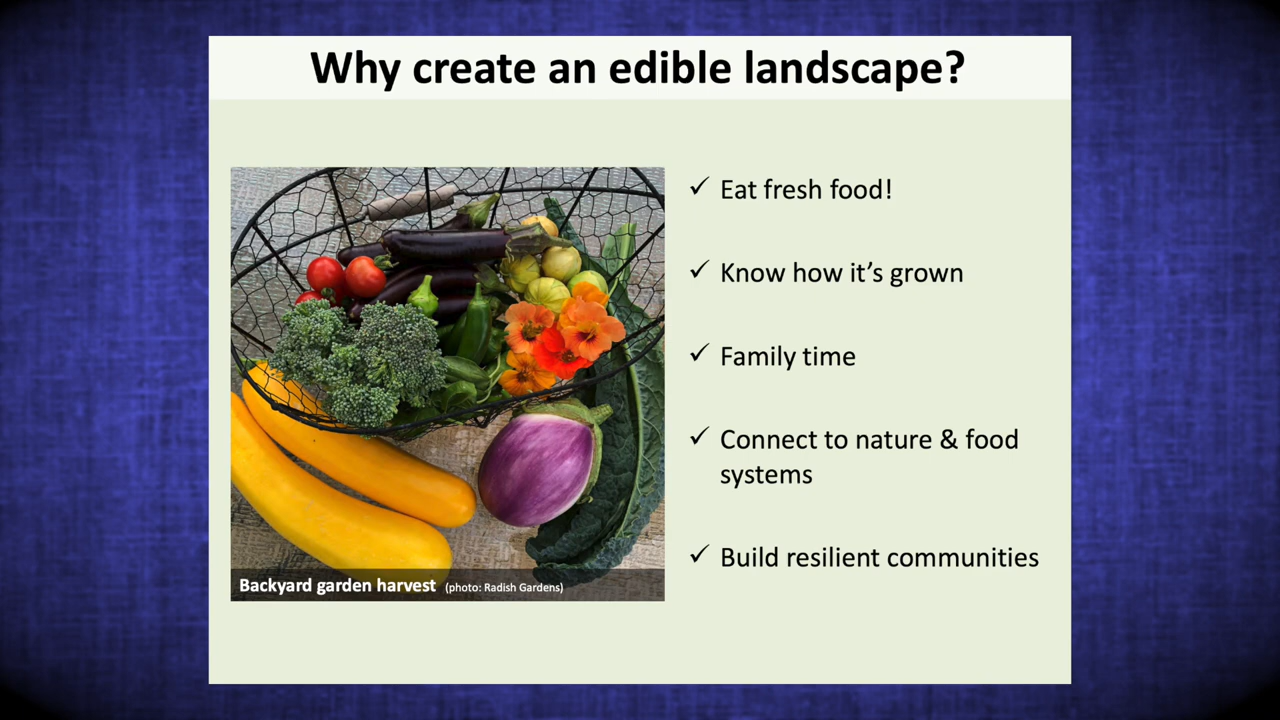 Why create an edible landscape?
✓ Eat fresh food!
✓ Know how it’s grown
✓ Family time
✓ Connect to nature & food
systems
✓ Build resilient communities
Backyard garden harvest (photo: Radish Gardens)